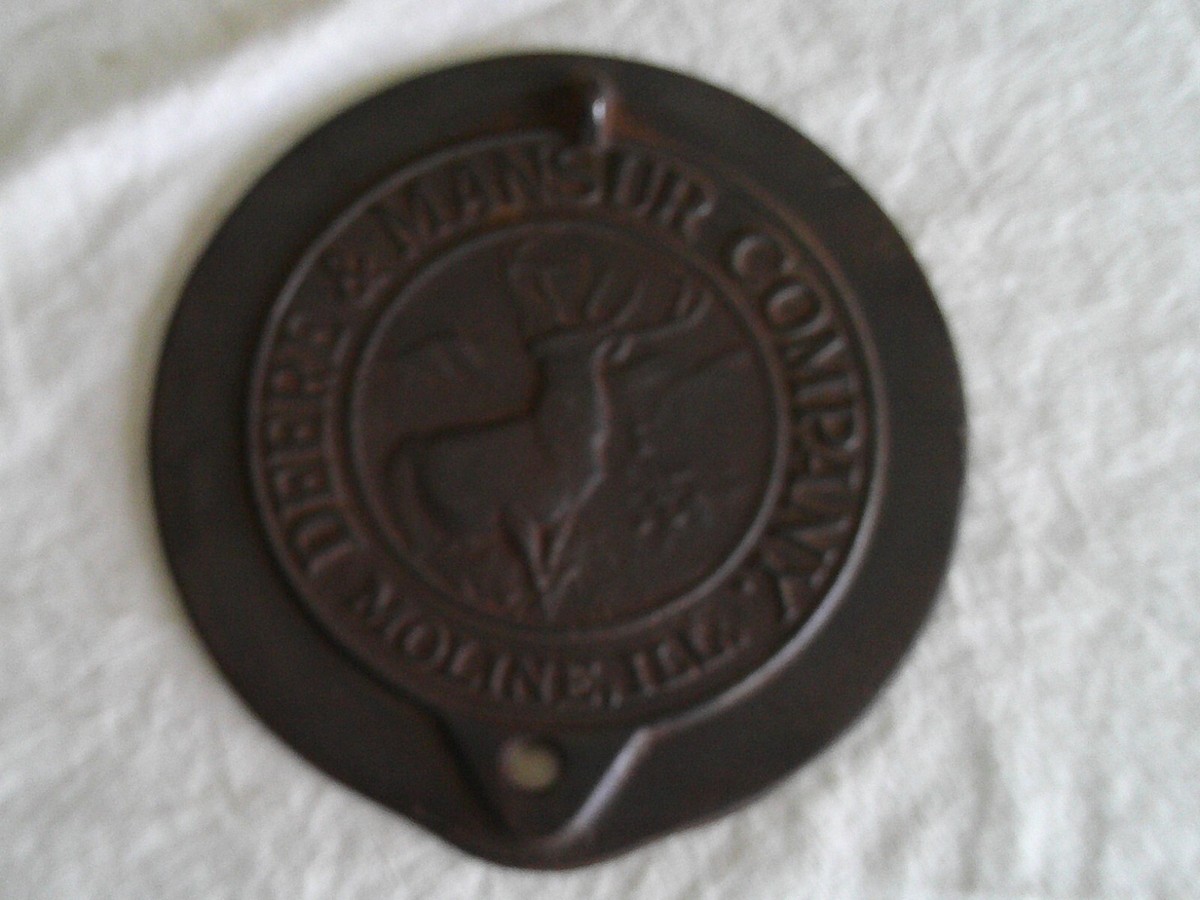 DEERE & MANSUR COMPANY.
MOLINE, ILL.